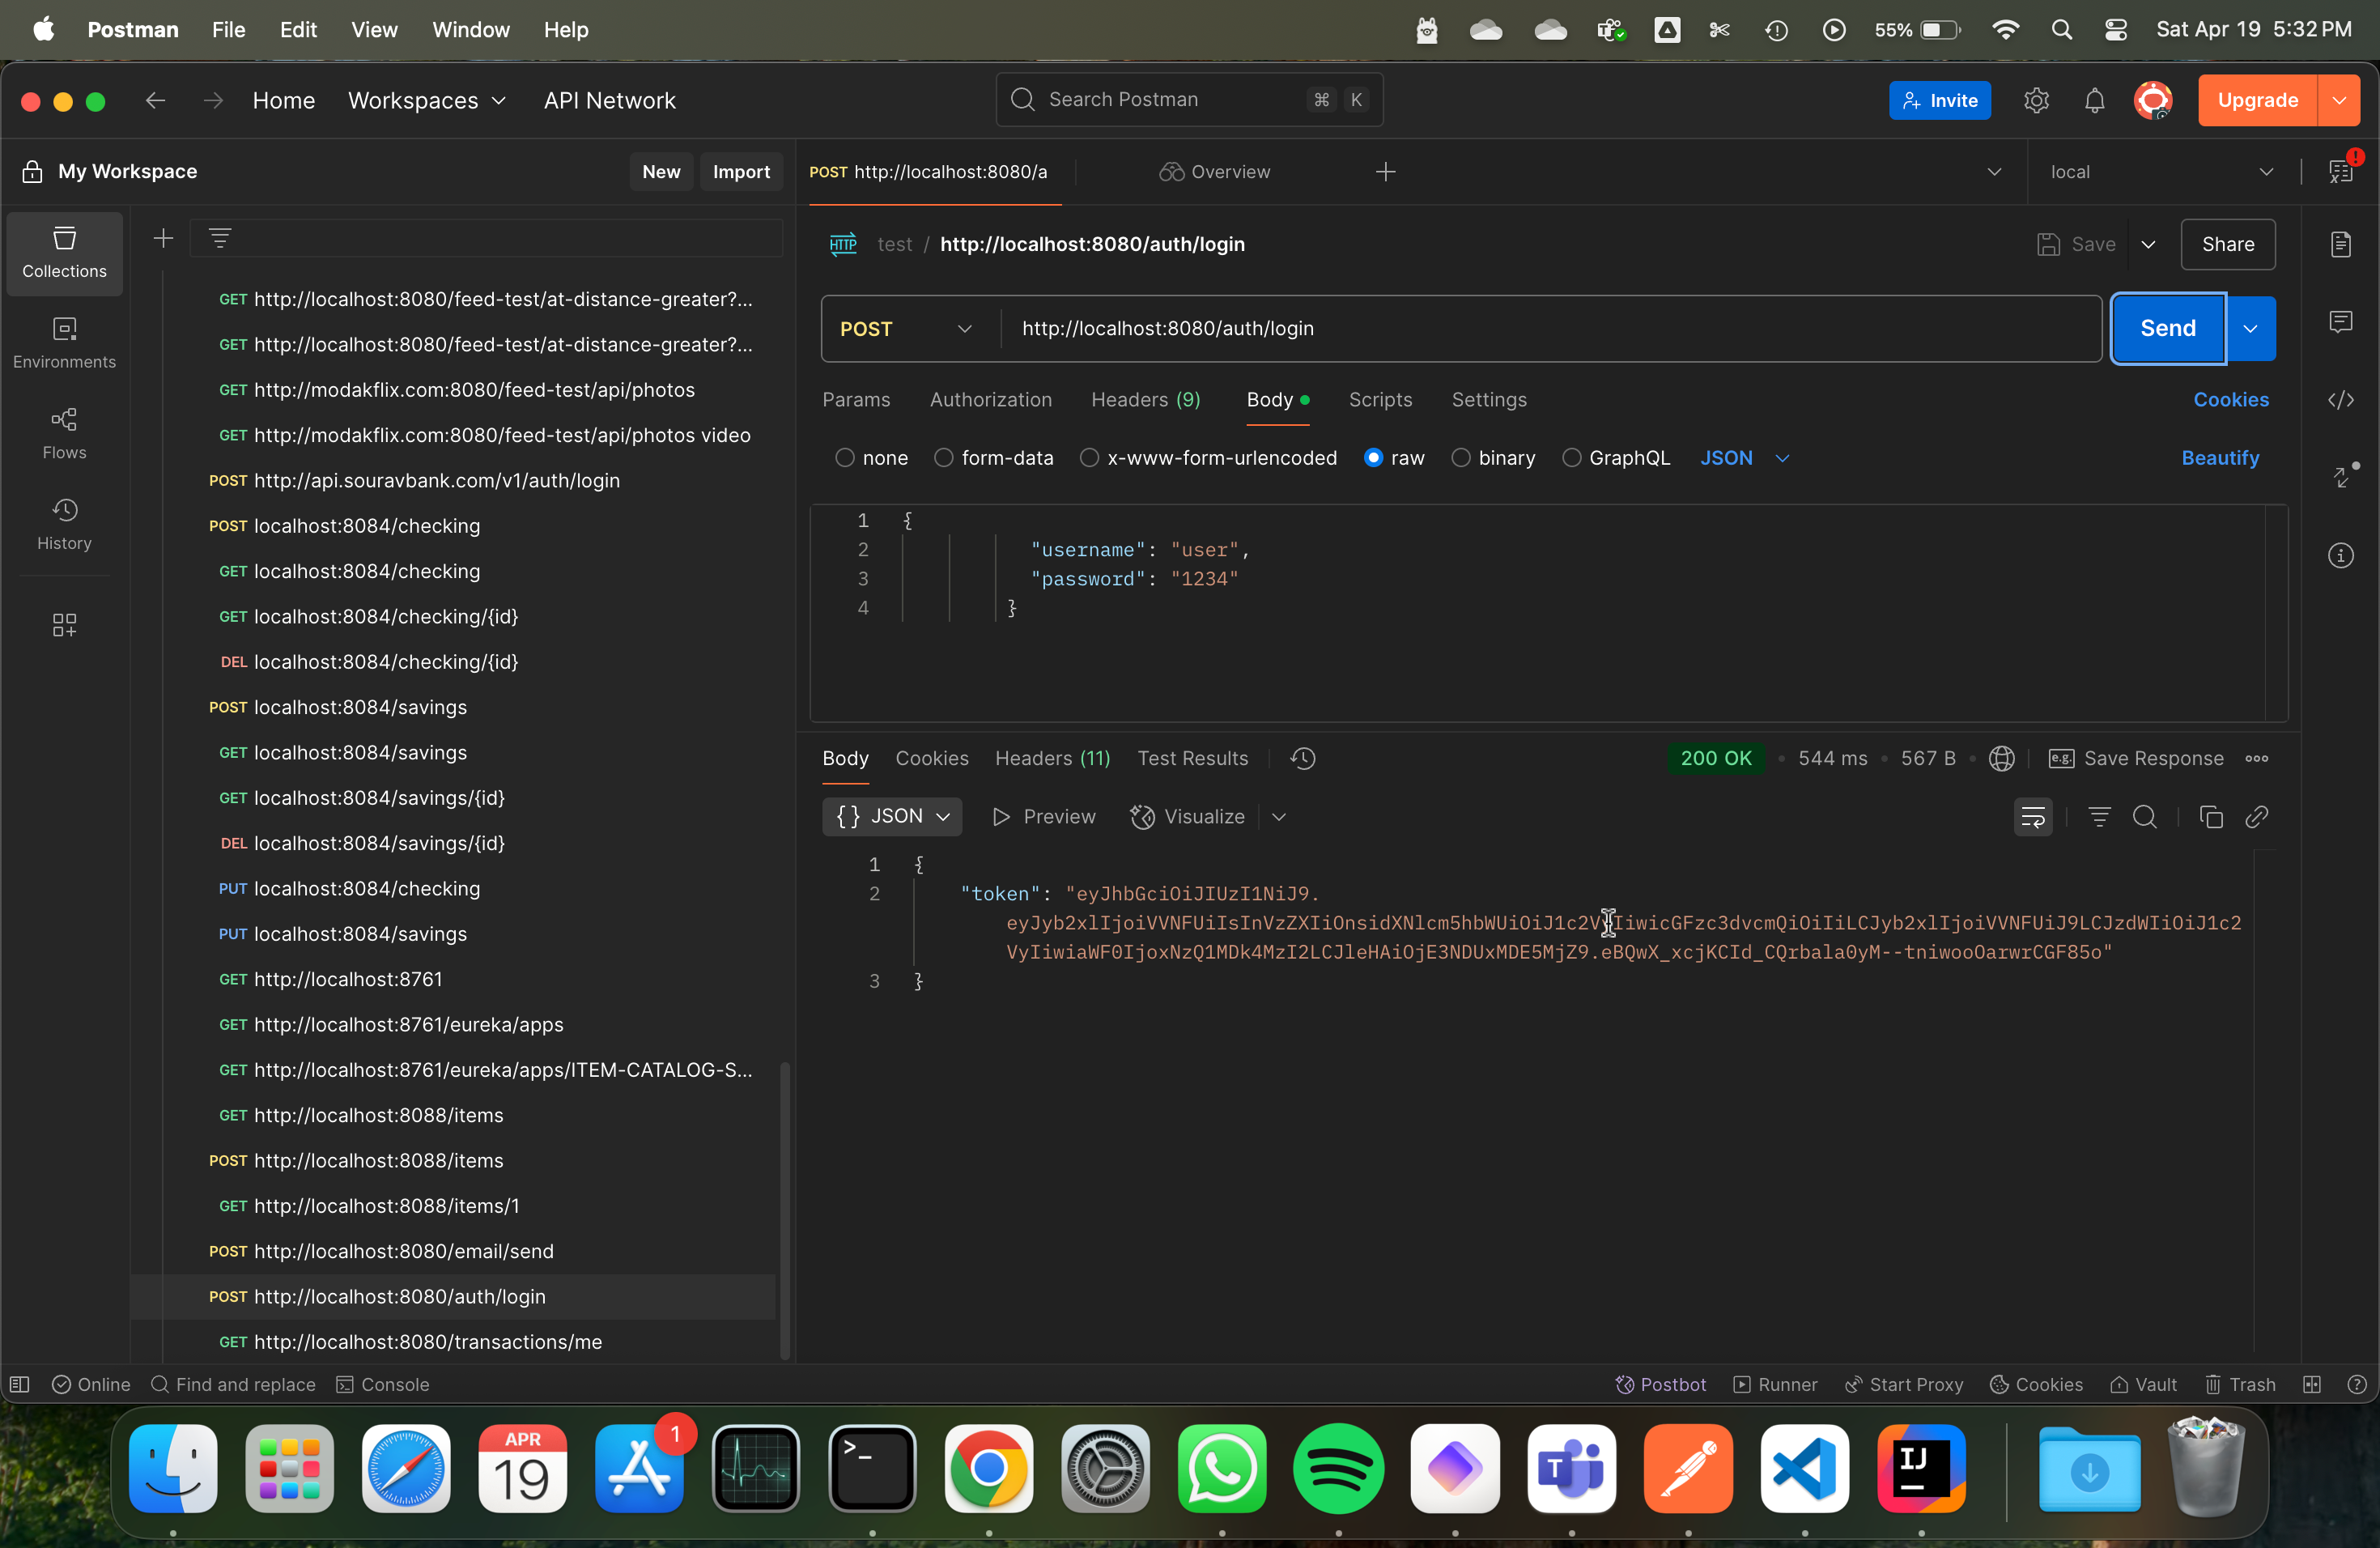 Postman File Edit View Window Help 55% Sat Apr 19 5:32 PM
Home Workspaces API Network Search Postman ⌘ K Invite Upgrade
My Workspace New Import POST http://localhost:8080/a Overview local
Collections
Environments
Flows
History
GET http://localhost:8080/feed-test/at-distance-greater?...
GET http://localhost:8080/feed-test/at-distance-greater?...
GET http://modakflix.com:8080/feed-test/api/photos
GET http://modakflix.com:8080/feed-test/api/photos video
POST http://api.souravbank.com/v1/auth/login
POST localhost:8084/checking
GET localhost:8084/checking
GET localhost:8084/checking/{id}
DEL localhost:8084/checking/{id}
POST localhost:8084/savings
GET localhost:8084/savings
GET localhost:8084/savings/{id}
DEL localhost:8084/savings/{id}
PUT localhost:8084/checking
PUT localhost:8084/savings
GET localhost:8761
GET http://localhost:8761/eureka/apps
GET http://localhost:8761/eureka/apps/ITEM-CATALOG-S...
GET http://localhost:8088/items
POST http://localhost:8088/items
GET http://localhost:8088/items/1
POST http://localhost:8080/email/send
POST http://localhost:8080/auth/login
GET http://localhost:8080/transactions/me
HTTP test / http://localhost:8080/auth/login Save Share
POST http://localhost:8080/auth/login Send
Params Authorization Headers (9) Body Scripts Settings Cookies
none form-data x-www-form-urlencoded raw binary GraphQL JSON Beautify
1 {
2 "username": "user",
3 "password": "1234"
4 }
Body Cookies Headers (11) Test Results 200 OK 544 ms 567 B e.g. Save Response
{} JSON Preview Visualize
1 {
2 "token": "eyJhbGciOiJIUzI1NiJ9.
eyJyb2xlIjoiVVNFUiIsInVzZXIiOnsidXNlcm5hbWUiOiJ1c2VyIiwicGFzc3dvcmQiOiIiLCJyb2xlIjoiVVNFUiJ9LCJzdWIiOiJ1c2
VyIiwiaWF0IjoxNzQ1MDk4MzI2LCJleHAiOjE3NDUxMDE5MjZ9.eBQwX_xcjKCId_CQrbala0yM--tniwooOarwrCGF85o"
3 }
Online Find and replace Console Postbot Runner Start Proxy Cookies Vault Trash
APR
19
1
>_
T
IJ